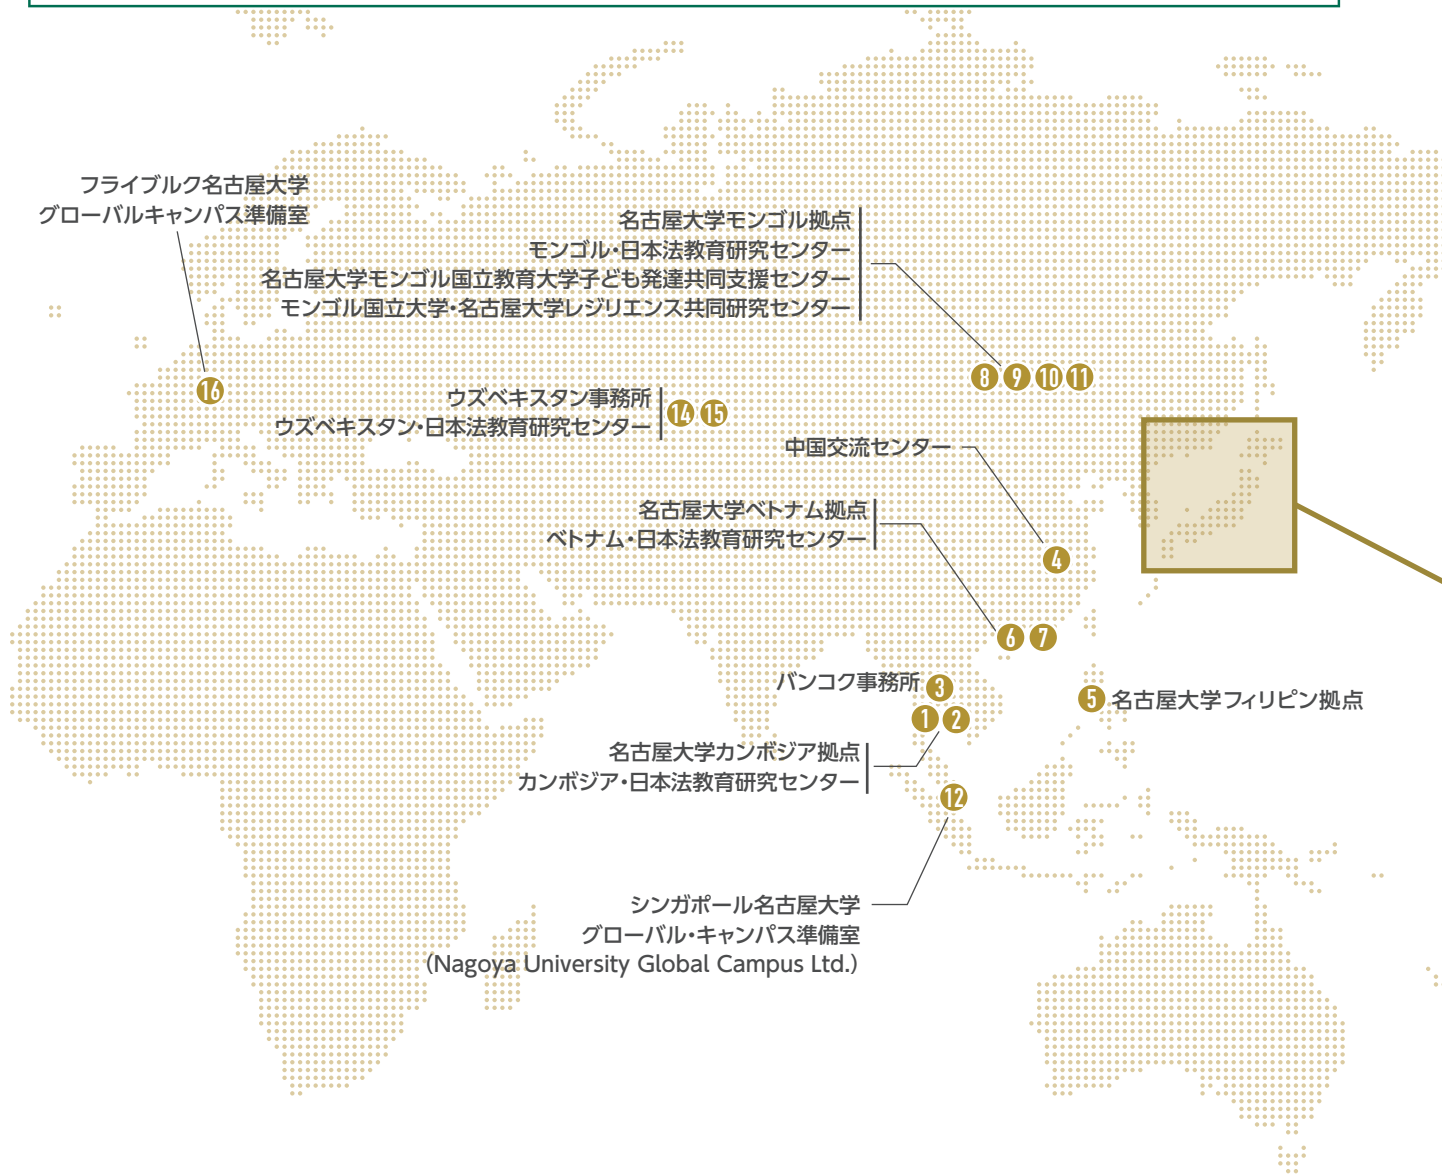 フライブルク名古屋大学
グローバルキャンパス準備室
16
名古屋大学モンゴル拠点
モンゴル・日本法教育研究センター
名古屋大学モンゴル国立教育大学子ども発達共同支援センター
モンゴル国立大学・名古屋大学レジリエンス共同研究センター
8 9 10 11
ウズベキスタン事務所
ウズベキスタン・日本法教育研究センター
14 15
中国交流センター
4
名古屋大学ベトナム拠点
ベトナム・日本法教育研究センター
6 7
バンコク事務所 3
1 2
5 名古屋大学フィリピン拠点
名古屋大学カンボジア拠点
カンボジア・日本法教育研究センター
12
シンガポール名古屋大学
グローバル・キャンパス準備室
(Nagoya University Global Campus Ltd.)